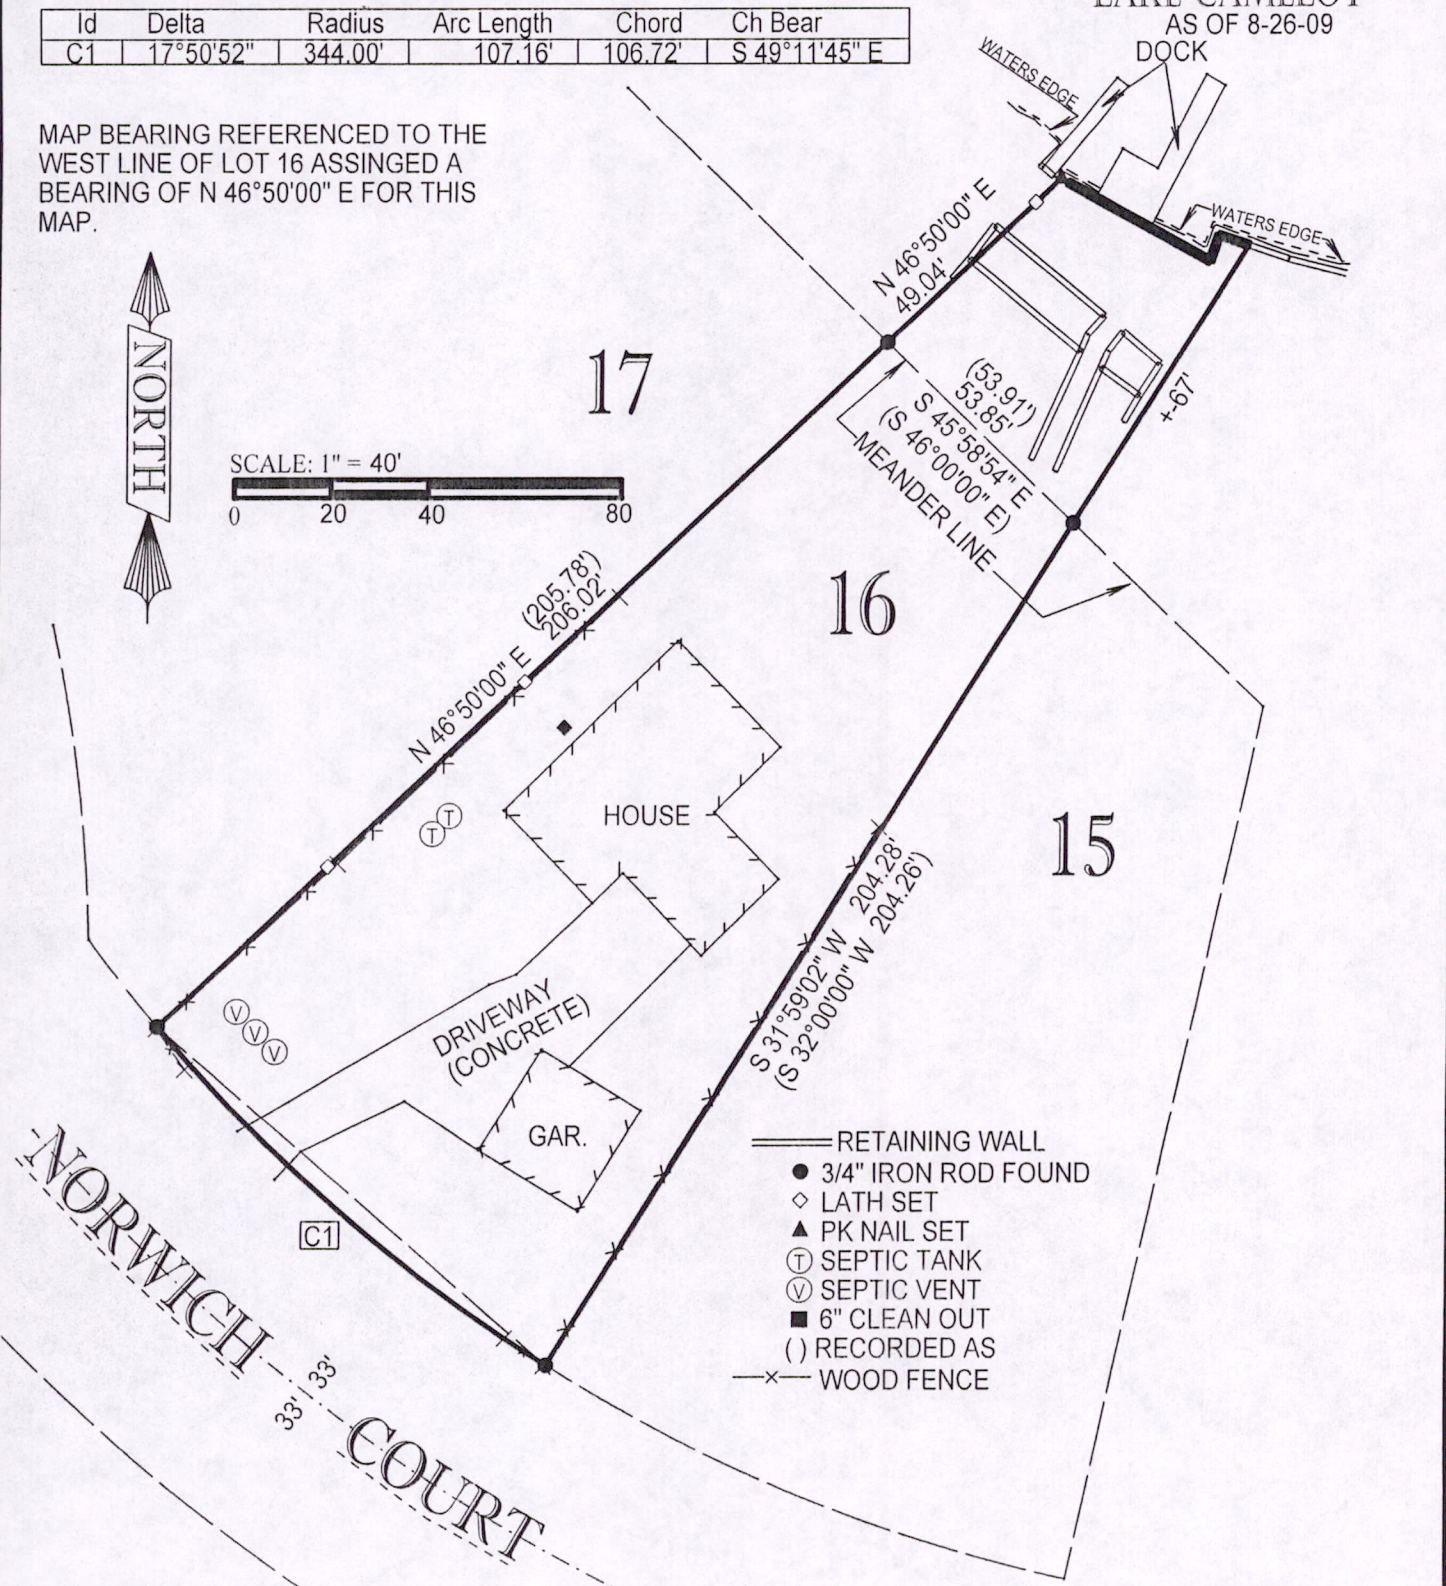 LAKE CAMELOT
AS OF 8-26-09
DOCK
Id Delta Radius Arc Length Chord Ch Bear
C1 17°50'52" 344.00' 107.16' 106.72' S 49°11'45" E
MAP BEARING REFERENCED TO THE
WEST LINE OF LOT 16 ASSINGED A
BEARING OF N 46°50'00" E FOR THIS
MAP.
WATERS EDGE
WATERS EDGE
N 46°50'00" E
49.04'
NORTH
17
SCALE: 1" = 40'
0 20 40 80
(53.91')
53.85'
S 45°58'54" E
(S 46°00'00" E)
MEANDER LINE
+-67'
16
(205.78')
N 46°50'00" E 206.02'
HOUSE
T
T
15
S 31°59'02" W 204.28'
(S 32°00'00" W 204.26')
V
V
V
DRIVEWAY
(CONCRETE)
GAR.
C1
NORWICH COURT
33'
33'
RETAINING WALL
3/4" IRON ROD FOUND
LATH SET
PK NAIL SET
T SEPTIC TANK
V SEPTIC VENT
6" CLEAN OUT
( ) RECORDED AS
WOOD FENCE